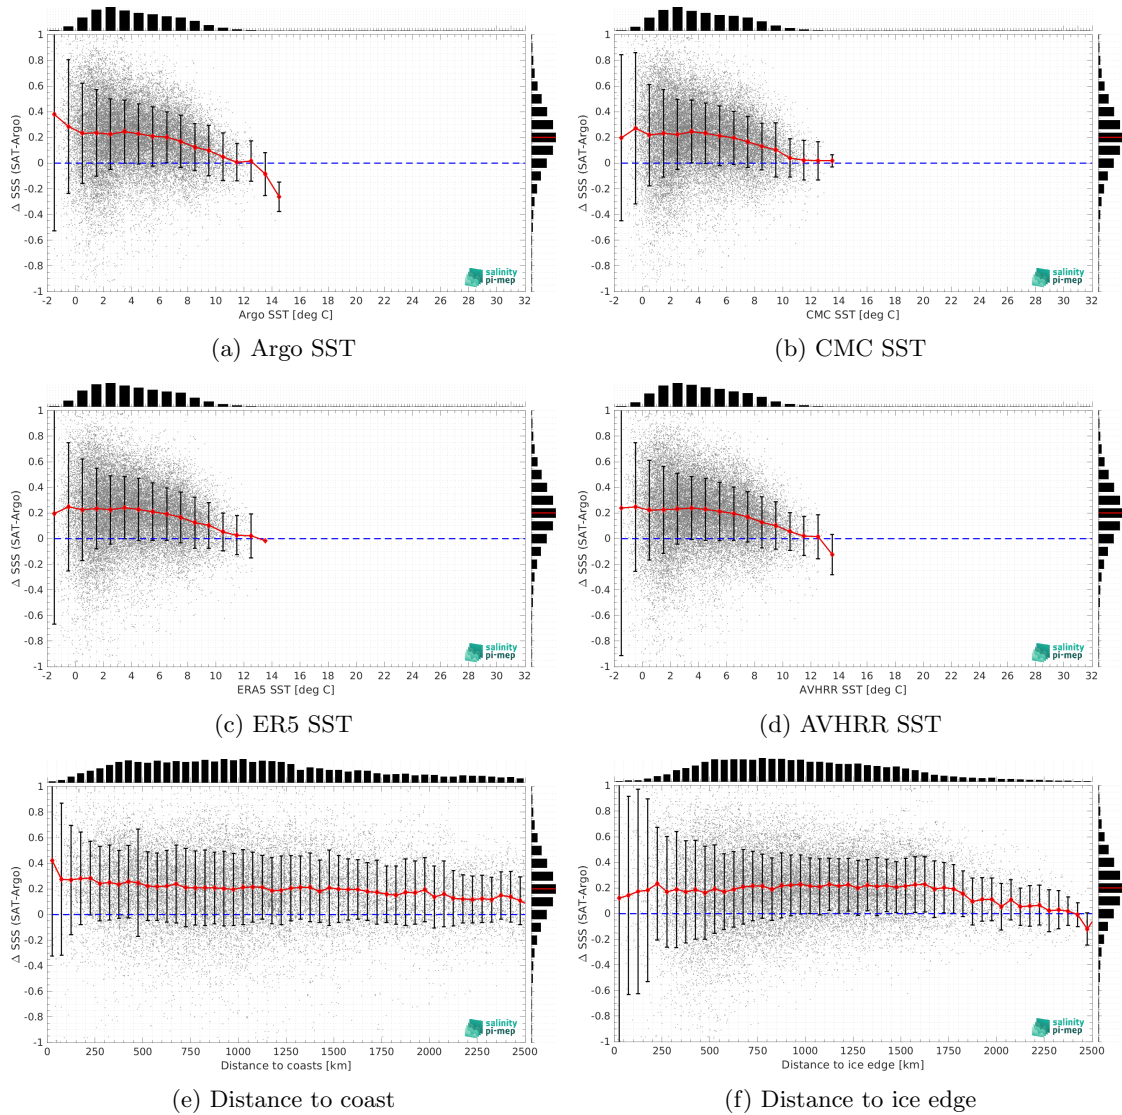 1
0.8
0.6
0.4
0.2
0
-0.2
-0.4
-0.6
-0.8
-1
Δ SSS (SAT-Argo)
salinity
pi-mep
-2 0 2 4 6 8 10 12 14 16 18 20 22 24 26 28 30 32
Argo SST [deg C]
(a) Argo SST
1
0.8
0.6
0.4
0.2
0
-0.2
-0.4
-0.6
-0.8
-1
Δ SSS (SAT-Argo)
salinity
pi-mep
-2 0 2 4 6 8 10 12 14 16 18 20 22 24 26 28 30 32
CMC SST [deg C]
(b) CMC SST
1
0.8
0.6
0.4
0.2
0
-0.2
-0.4
-0.6
-0.8
-1
Δ SSS (SAT-Argo)
salinity
pi-mep
-2 0 2 4 6 8 10 12 14 16 18 20 22 24 26 28 30 32
ERA5 SST [deg C]
(c) ER5 SST
1
0.8
0.6
0.4
0.2
0
-0.2
-0.4
-0.6
-0.8
-1
Δ SSS (SAT-Argo)
salinity
pi-mep
-2 0 2 4 6 8 10 12 14 16 18 20 22 24 26 28 30 32
AVHRR SST [deg C]
(d) AVHRR SST
1
0.8
0.6
0.4
0.2
0
-0.2
-0.4
-0.6
-0.8
-1
Δ SSS (SAT-Argo)
salinity
pi-mep
0 250 500 750 1000 1250 1500 1750 2000 2250 2500
Distance to coasts [km]
(e) Distance to coast
1
0.8
0.6
0.4
0.2
0
-0.2
-0.4
-0.6
-0.8
-1
Δ SSS (SAT-Argo)
salinity
pi-mep
0 250 500 750 1000 1250 1500 1750 2000 2250 2500
Distance to ice edge [km]
(f) Distance to ice edge